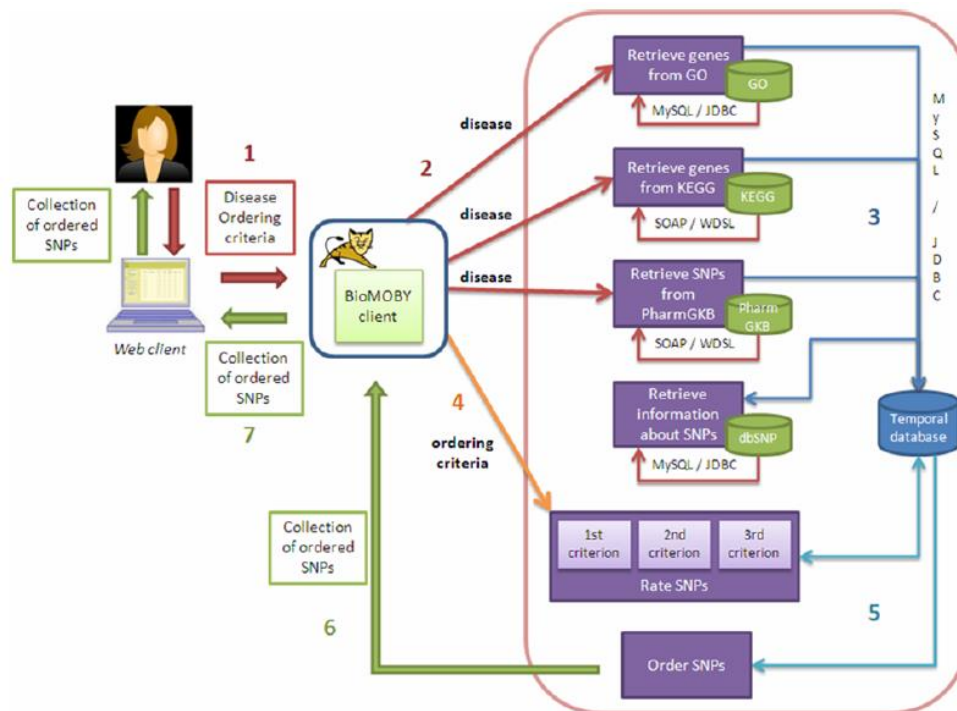 Retrieve genes
from GO
GO
MySQL / JDBC
1
disease
2
Collection
of ordered
SNPs
Disease
Ordering
criteria
Retrieve genes
from KEGG
KEGG
SOAP / WDSL
disease
3
MYSQL / JDBC
BioMOBY
client
disease
Retrieve SNPs
from
PharmGKB
Pharm
GKB
SOAP / WDSL
Web client
Collection
of ordered
SNPs
7
4
ordering
criteria
Retrieve
information
about SNPs
dbSNP
MySQL / JDBC
Temporal
database
Collection
of ordered
SNPs
6
1st
criterion
2nd
criterion
3rd
criterion
Rate SNPs
5
Order SNPs